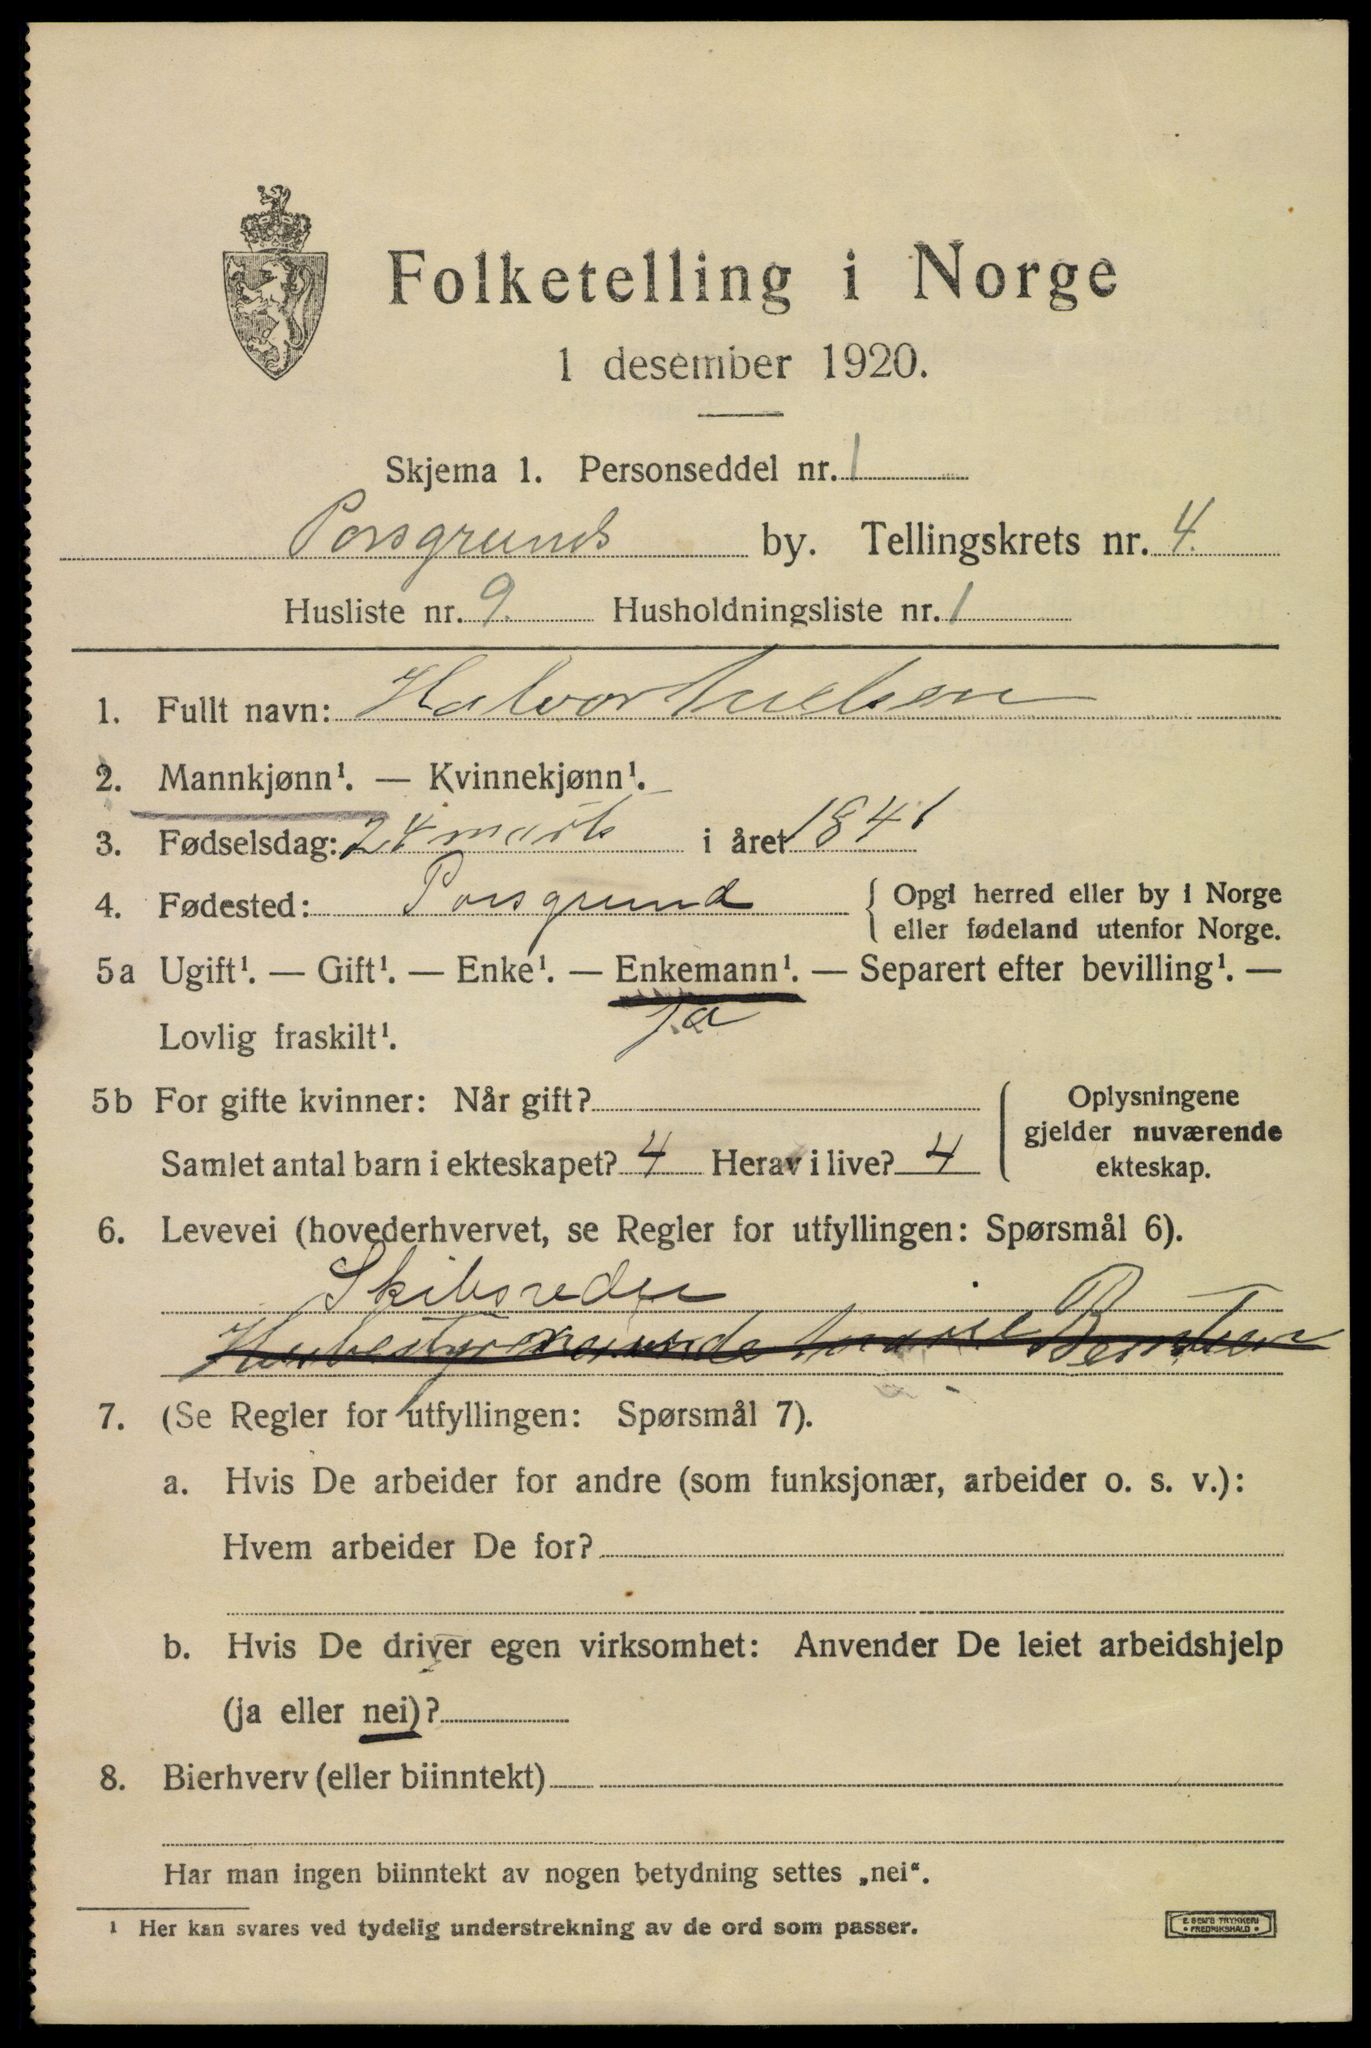 Folketelling i Norge
1 desember 1920.
Skjema 1. Personseddel nr. 1
Porsgrunds by. Tellingskrets nr. 4.
Husliste nr. 9. Husholdningsliste nr. 1
1. Fullt navn: Halvor Nielsen
2. Mannkjønn¹. — Kvinnekjønn¹.
3. Fødselsdag: 24 marts i året 1841
4. Fødested: Porsgrund { Opgi herred eller by i Norge
eller fødeland utenfor Norge.
5a Ugift¹. — Gift¹. — Enke¹. — Enkemann¹. — Separert efter bevilling¹. —
Lovlig fraskilt¹. ja
5b For gifte kvinner: Når gift? Oplysningene
gjelder nuværende
Samlet antal barn i ekteskapet? 4 Herav i live? 4 ekteskap.
6. Levevei (hovederhvervet, se Regler for utfyllingen: Spørsmål 6).
Skibsreder
7. (Se Regler for utfyllingen: Spørsmål 7).
a. Hvis De arbeider for andre (som funksjonær, arbeider o. s. v.):
Hvem arbeider De for?
b. Hvis De driver egen virksomhet: Anvender De leiet arbeidshjelp
(ja eller nei)?
8. Bierhverv (eller biinntekt)
Har man ingen biinntekt av nogen betydning settes „nei“.
¹ Her kan svares ved tydelig understrekning av de ord som passer.
E. SEM'S TRYKKERI
• FREDRIKSHALD •